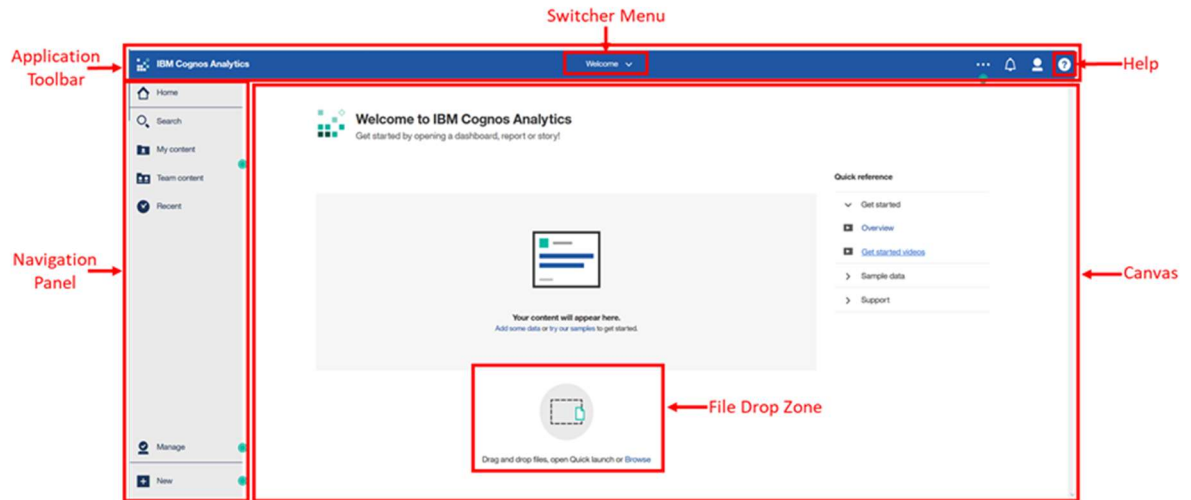 Switcher Menu
Application
Toolbar
IBM Cognos Analytics
Welcome
Help
Home
Search
My content
Team content
Recent
Navigation
Panel
Manage
New
Welcome to IBM Cognos Analytics
Get started by opening a dashboard, report or story!
Your content will appear here.
Add some data or try our samples to get started.
Quick reference
Get started
Overview
Get started videos
Sample data
Support
Canvas
File Drop Zone
Drag and drop files, open Quick launch or Browse